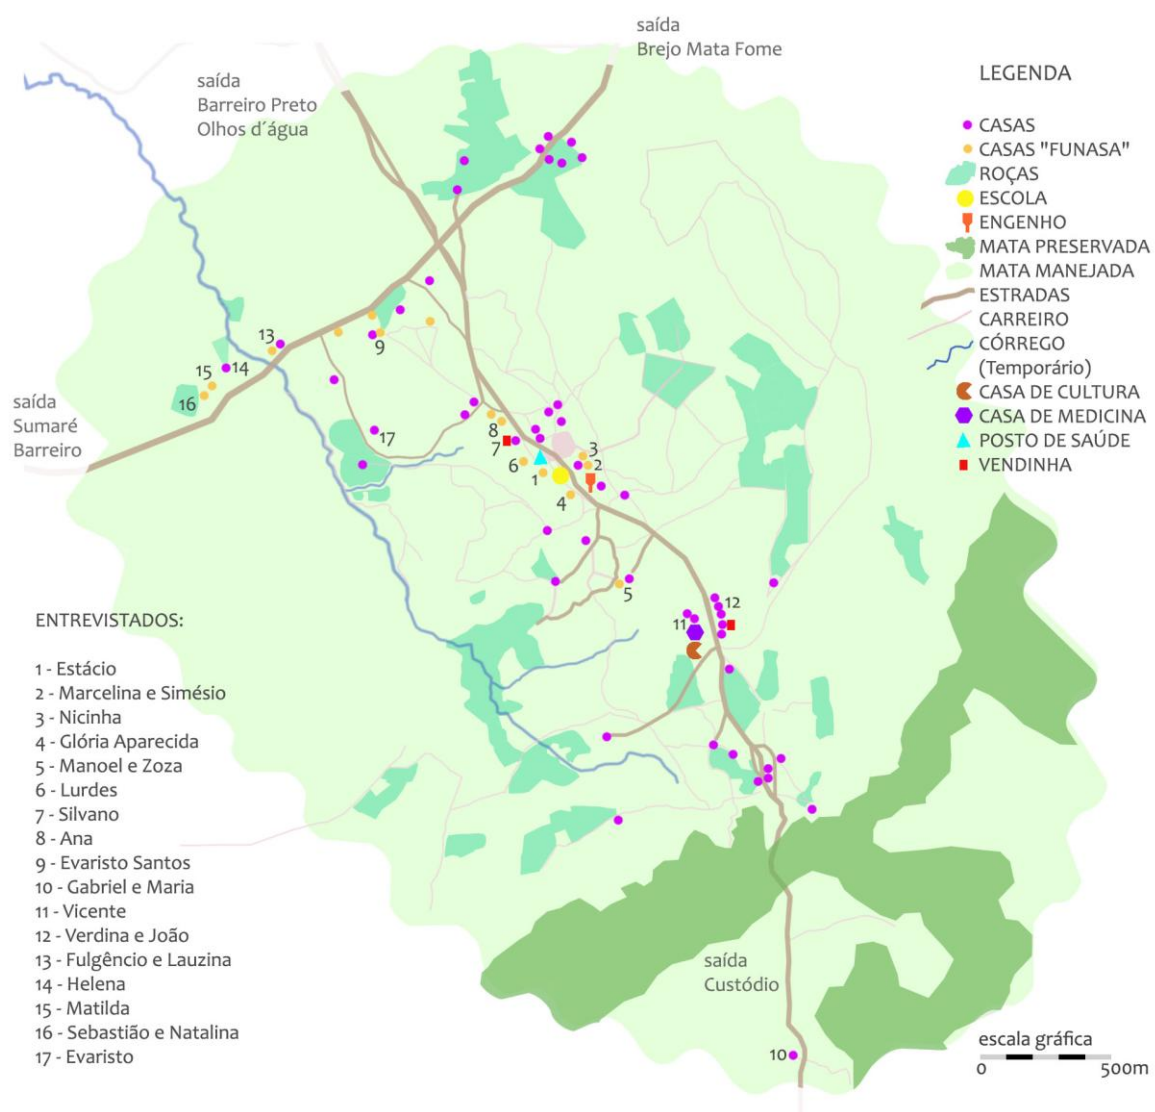 saída
Brejo Mata Fome
saída
Barreiro Preto
Olhos d´água
LEGENDA
CASAS
CASAS "FUNASA"
ROÇAS
ESCOLA
ENGENHO
MATA PRESERVADA
MATA MANEJADA
ESTRADAS
CARREIRO
CÓRREGO
(Temporário)
CASA DE CULTURA
CASA DE MEDICINA
POSTO DE SAÚDE
VENDINHA
13
9
15
14
16
saída
Sumaré
Barreiro
17
8
7
3
6
2
1
4
5
12
11
ENTREVISTADOS:
1 - Estácio
2 - Marcelina e Simésio
3 - Nicinha
4 - Glória Aparecida
5 - Manoel e Zoza
6 - Lurdes
7 - Silvano
8 - Ana
9 - Evaristo Santos
10 - Gabriel e Maria
11 - Vicente
12 - Verdina e João
13 - Fulgêncio e Lauzina
14 - Helena
15 - Matilda
16 - Sebastião e Natalina
17 - Evaristo
saída
Custódio
10
escala gráfica
0 500m